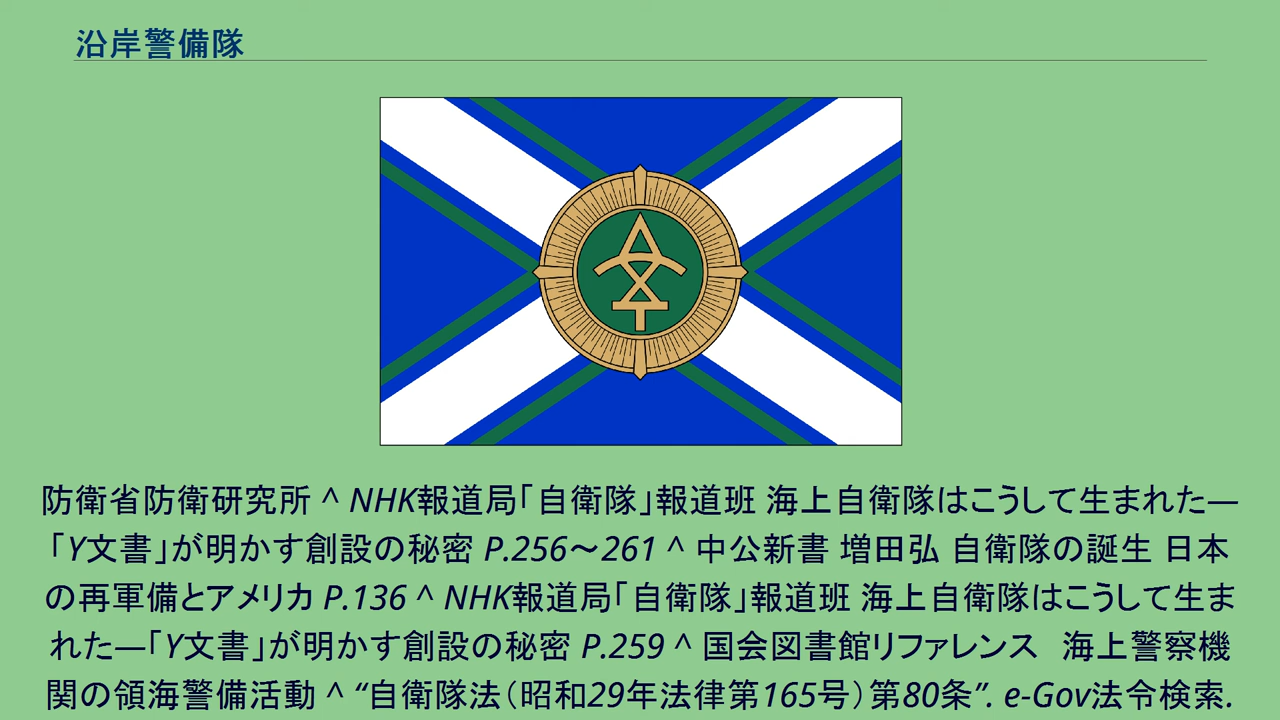 沿岸警備隊
防衛省防衛研究所 ^ NHK報道局「自衛隊」報道班 海上自衛隊はこうして生まれた—
「Y文書」が明かす創設の秘密 P.256〜261 ^ 中公新書 増田弘 自衛隊の誕生 日本
の再軍備とアメリカ P.136 ^ NHK報道局「自衛隊」報道班 海上自衛隊はこうして生ま
れた—「Y文書」が明かす創設の秘密 P.259 ^ 国会図書館リファレンス　海上警察機
関の領海警備活動 ^ “自衛隊法（昭和29年法律第165号）第80条”. e-Gov法令検索.